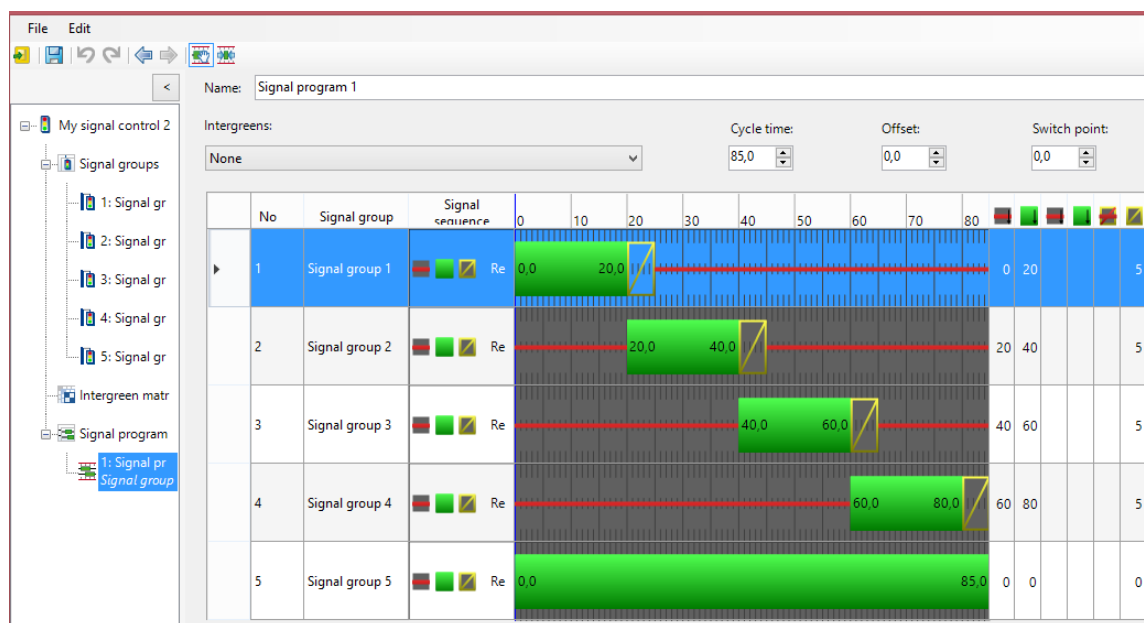 File Edit
<
Name: Signal program 1
My signal control 2
Intergreens: Cycle time: Offset: Switch point:
None 85,0 0,0 0,0
Signal groups
1: Signal gr
2: Signal gr
3: Signal gr
4: Signal gr
5: Signal gr
Intergreen matr
Signal program
1: Signal pr
Signal group
No Signal group Signal sequence 0 10 20 30 40 50 60 70 80
1 Signal group 1 Re 0,0 20,0 0 20 5
2 Signal group 2 Re 20,0 40,0 20 40 5
3 Signal group 3 Re 40,0 60,0 40 60 5
4 Signal group 4 Re 60,0 80,0 60 80 5
5 Signal group 5 Re 0,0 85,0 0 0 0